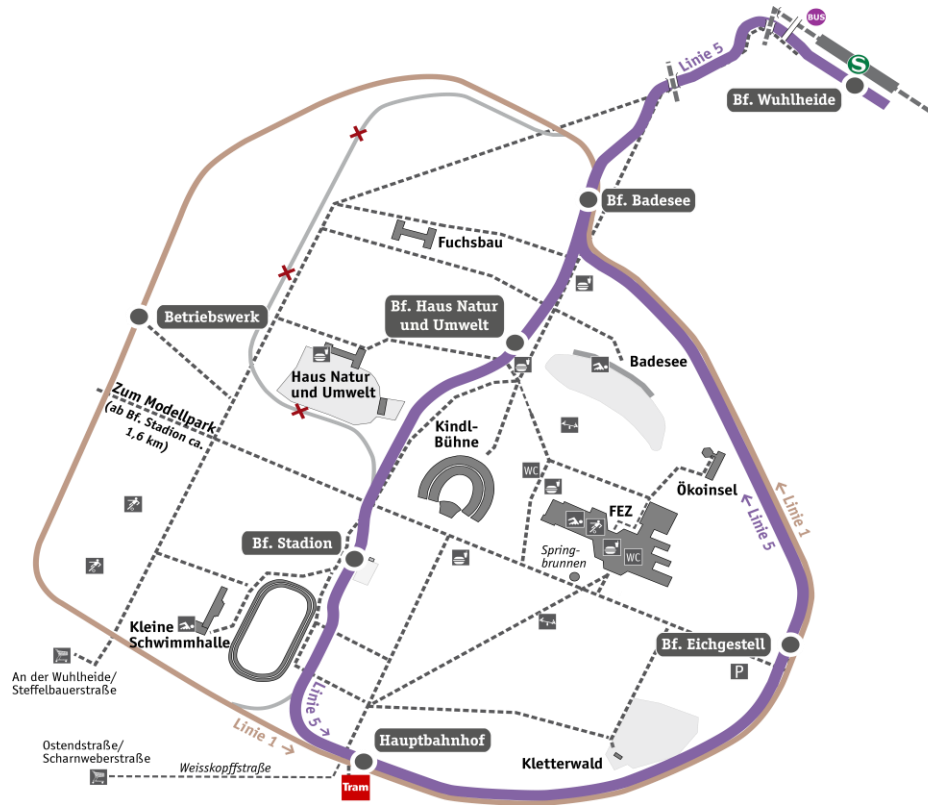 BUS
Linie 5
S
Bf. Wuhlheide
Bf. Badesee
Fuchsbau
Bf. Haus Natur
und Umwelt
Betriebswerk
Haus Natur
und Umwelt
Badesee
Zum Modellpark
(ab Bf. Stadion ca.
1,6 km)
Kindl-
Bühne
WC
Ökoinsel
← Linie 1
← Linie 5
FEZ
WC
Spring-
brunnen
Bf. Stadion
Kleine
Schwimmhalle
Bf. Eichgestell
P
An der Wuhlheide/
Steffelbauerstraße
Linie 5 →
Linie 1 →
Hauptbahnhof
Ostendstraße/
Scharnweberstraße
Weisskopffstraße
Kletterwald
Tram